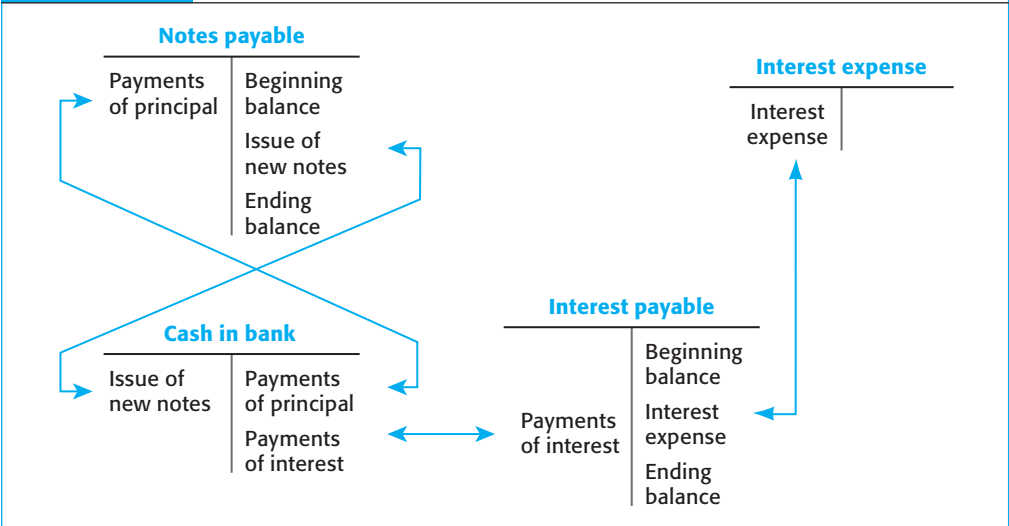 Notes payable
Payments
of principal
Beginning
balance
Issue of
new notes
Ending
balance
Interest expense
Interest
expense
Cash in bank
Issue of
new notes
Payments
of principal
Payments
of interest
Interest payable
Payments
of interest
Beginning
balance
Interest
expense
Ending
balance